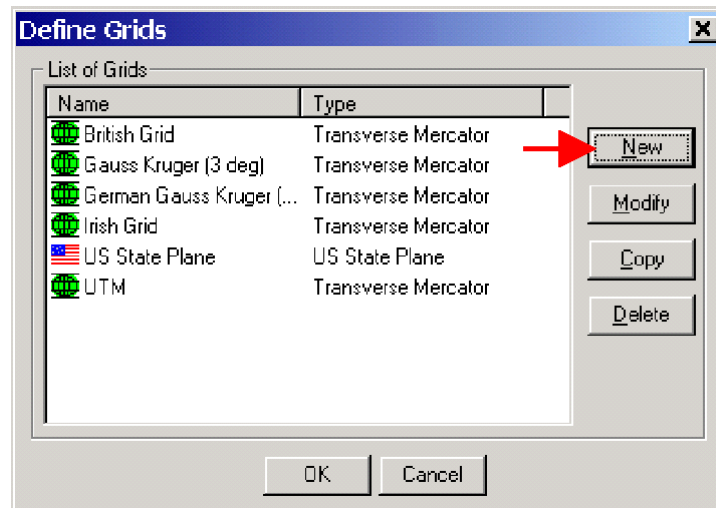 Define Grids
List of Grids
Name Type
British Grid Transverse Mercator
Gauss Kruger (3 deg) Transverse Mercator
German Gauss Kruger (... Transverse Mercator
Irish Grid Transverse Mercator
US State Plane US State Plane
UTM Transverse Mercator
New
Modify
Copy
Delete
OK Cancel